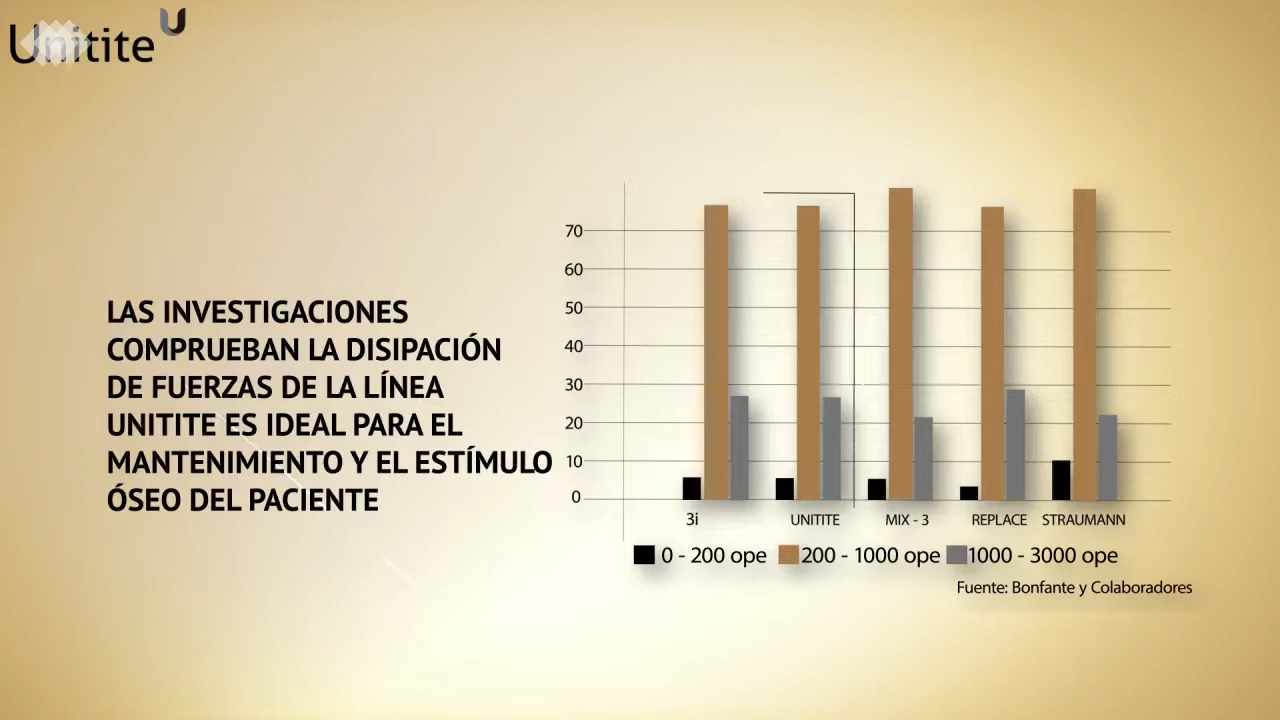 Unitite
LAS INVESTIGACIONES
COMPRUEBAN LA DISIPACIÓN
DE FUERZAS DE LA LÍNEA
UNITITE ES IDEAL PARA EL
MANTENIMIENTO Y EL ESTÍMULO
ÓSEO DEL PACIENTE
70
60
50
40
30
20
10
0
3i UNITITE MIX - 3 REPLACE STRAUMANN
0 - 200 ope 200 - 1000 ope 1000 - 3000 ope
Fuente: Bonfante y Colaboradores